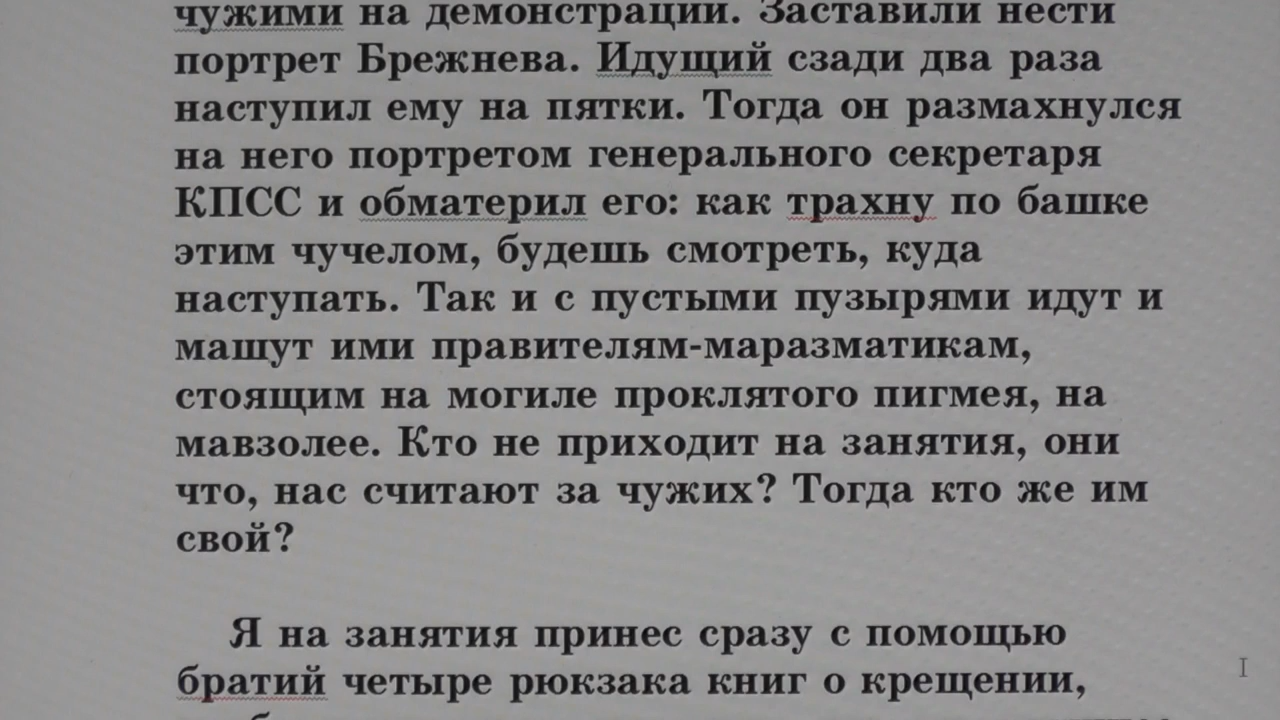 чужими на демонстрации. Заставили нести
портрет Брежнева. Идущий сзади два раза
наступил ему на пятки. Тогда он размахнулся
на него портретом генерального секретаря
КПСС и обматерил его: как трахну по башке
этим чучелом, будешь смотреть, куда
наступать. Так и с пустыми пузырями идут и
машут ими правителям-маразматикам,
стоящим на могиле проклятого пигмея, на
мавзолее. Кто не приходит на занятия, они
что, нас считают за чужих? Тогда кто же им
свой?
Я на занятия принес сразу с помощью
братий четыре рюкзака книг о крещении,